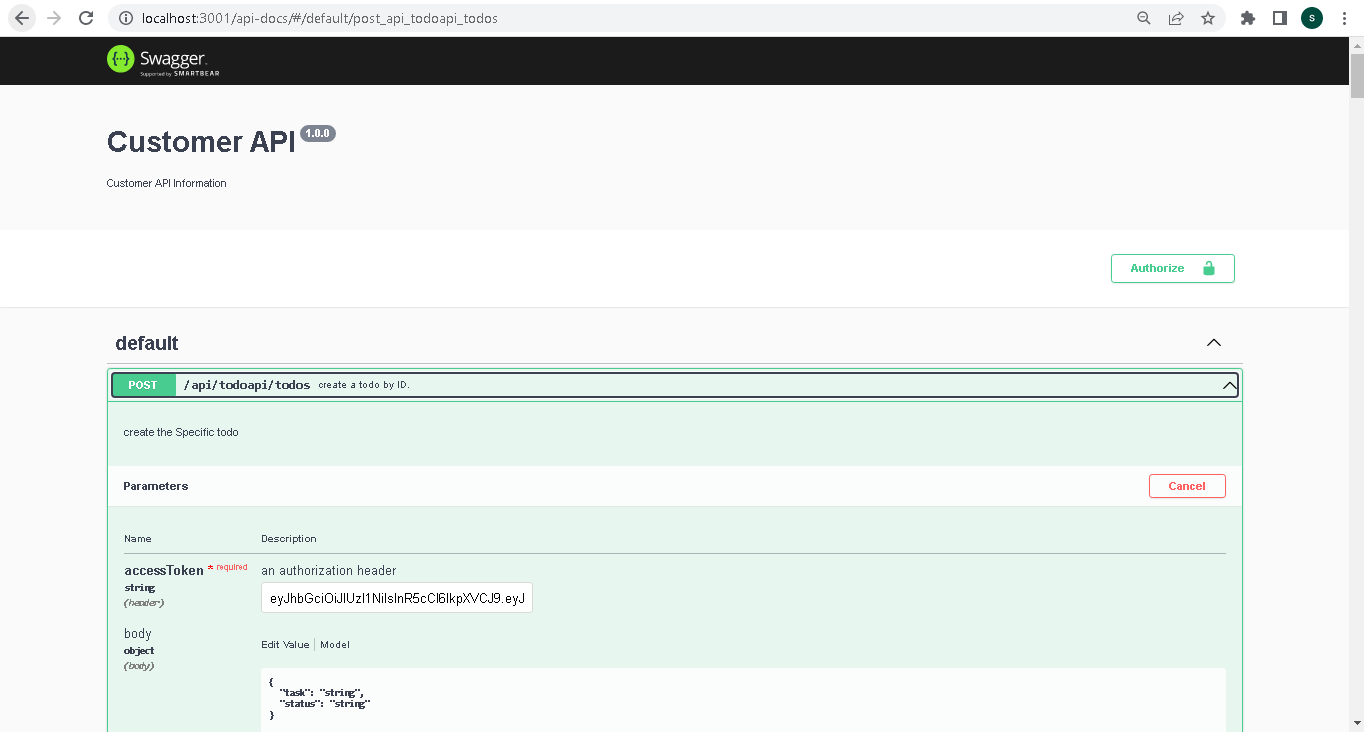 localhost:3001/api-docs/#/default/post_api_todoapi_todos
S
Swagger.
Supported by SMARTBEAR
Customer API 1.0.0
Customer API Information
Authorize
default
POST /api/todoapi/todos create a todo by ID.
create the Specific todo
Parameters Cancel
Name Description
accessToken * required an authorization header
string
(header)
eyJhbGciOiJIUzI1NiIsInR5cCI6IkpXVCJ9.eyJ
body
object
(body)
Edit Value | Model
{
"task": "string",
"status": "string"
}